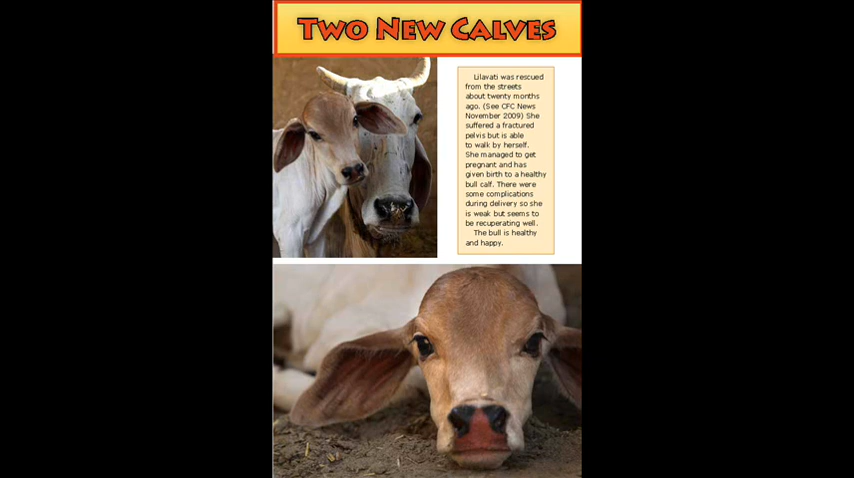 Two New Calves
Lilavati was rescued
from the streets
about twenty months
ago. (See CFC News
November 2009) She
suffered a fractured
pelvis but is able
to walk by herself.
She managed to get
pregnant and has
given birth to a healthy
bull calf. There were
some complications
during delivery so she
is weak but seems to
be recuperating well.
The bull is healthy
and happy.